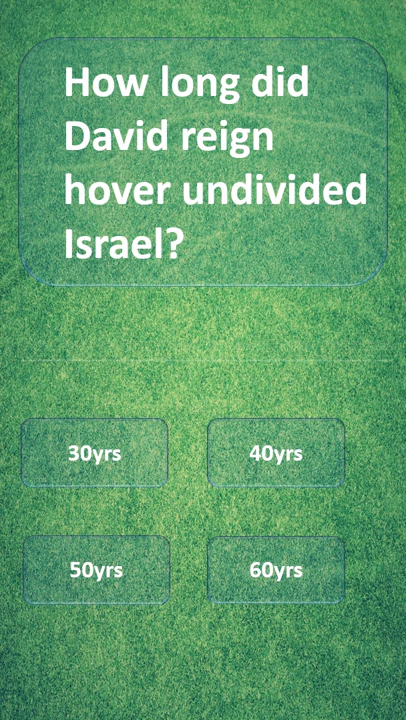 How long did
David reign
hover undivided
Israel?
30yrs
40yrs
50yrs
60yrs